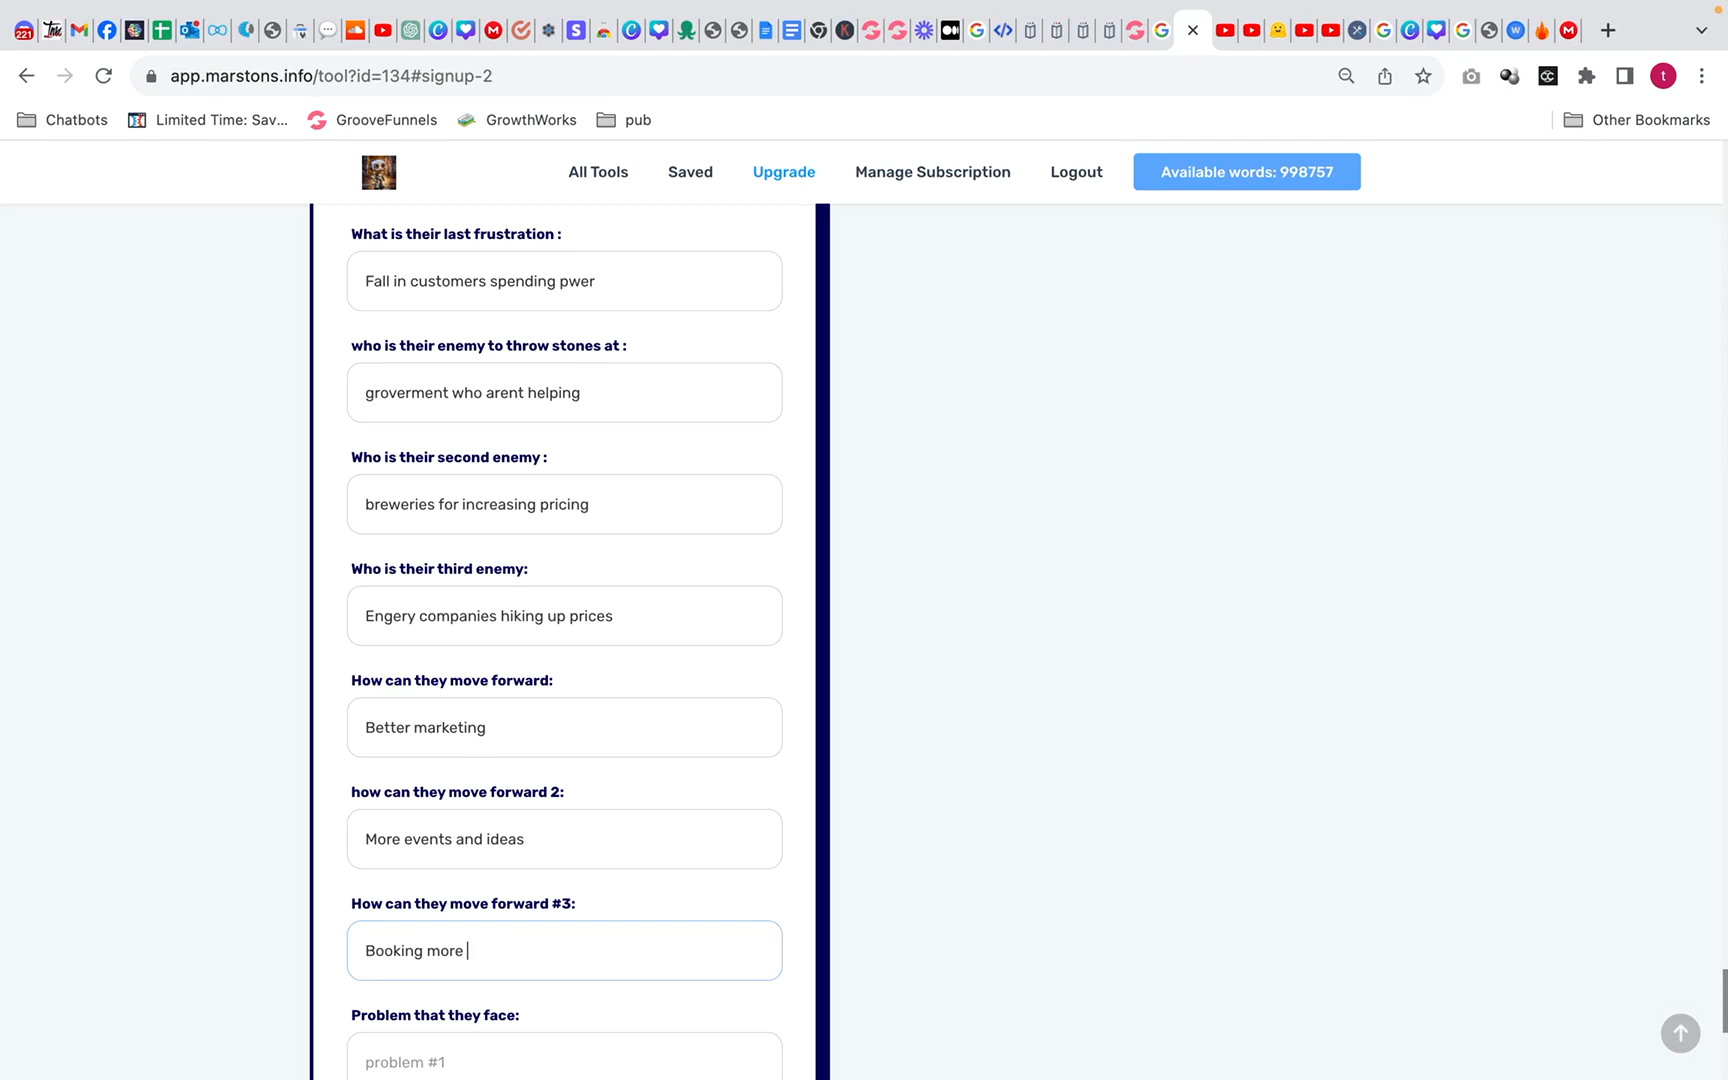 221
app.marstons.info/tool?id=134#signup-2
t
Chatbots
Limited Time: Sav...
GrooveFunnels
GrowthWorks
pub
Other Bookmarks
All Tools
Saved
Upgrade
Manage Subscription
Logout
Available words: 998757
What is their last frustration :
Fall in customers spending pwer
who is their enemy to throw stones at :
groverment who arent helping
Who is their second enemy :
breweries for increasing pricing
Who is their third enemy:
Engery companies hiking up prices
How can they move forward:
Better marketing
how can they move forward 2:
More events and ideas
How can they move forward #3:
Booking more
Problem that they face:
problem #1